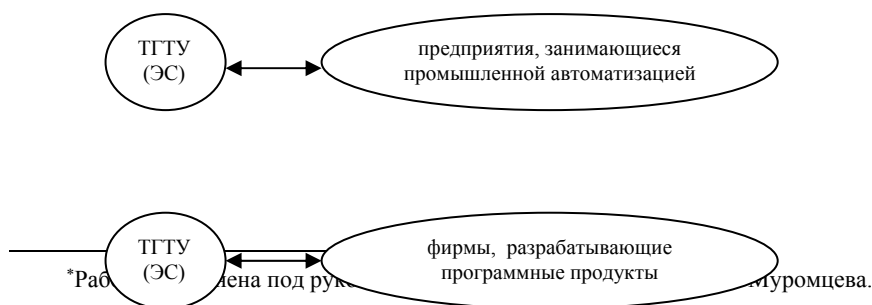 ТГТУ
(ЭС)
предприятия, занимающиеся
промышленной автоматизацией
ТГТУ
(ЭС)
фирмы, разрабатывающие
программные продукты
*Раб ена под рук Муромцева.